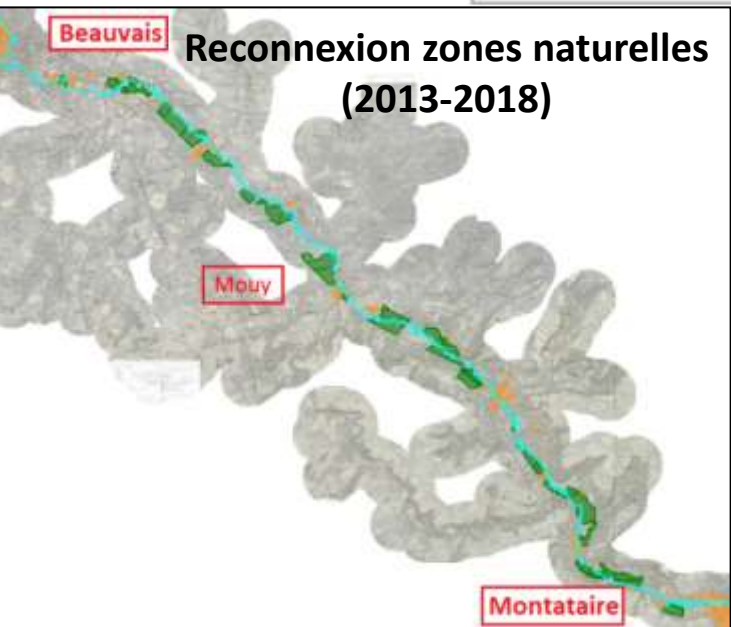 Beauvais
Reconnexion zones naturelles
(2013-2018)
Mouy
Montataire